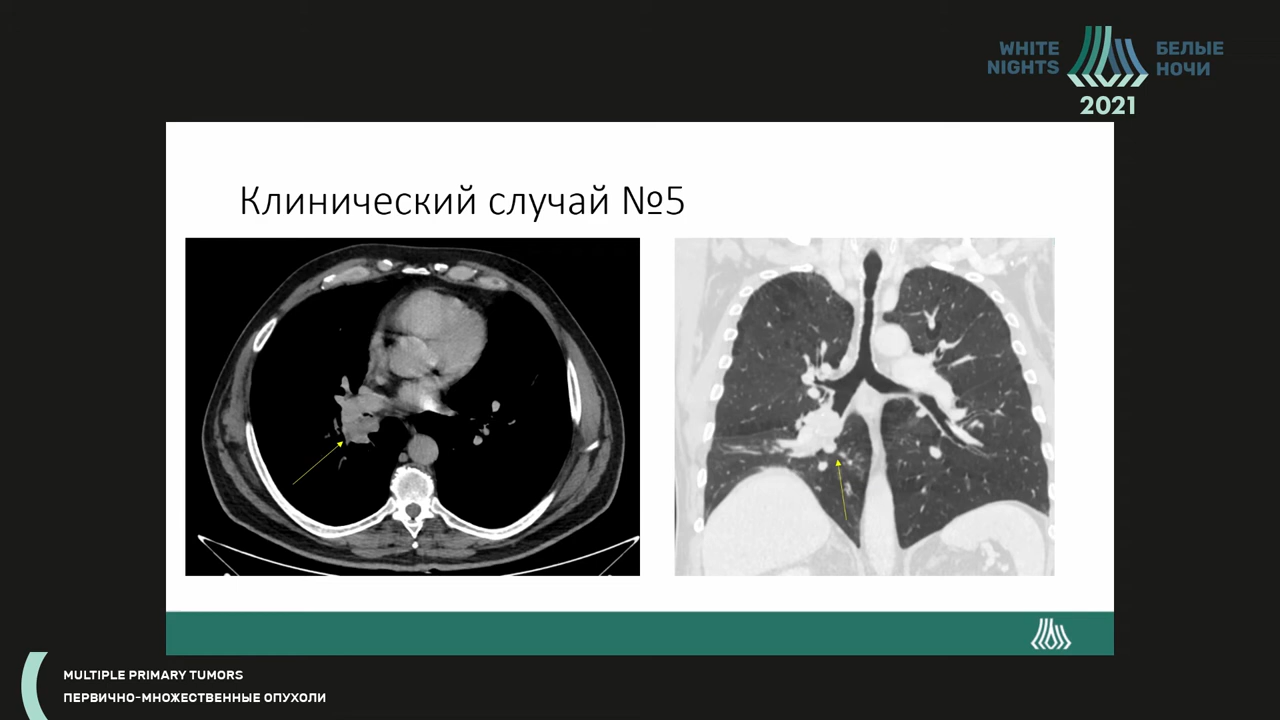 WHITE
NIGHTS
БЕЛЫЕ
НОЧИ
2021
Клинический случай №5
MULTIPLE PRIMARY TUMORS
ПЕРВИЧНО-МНОЖЕСТВЕННЫЕ ОПУХОЛИ